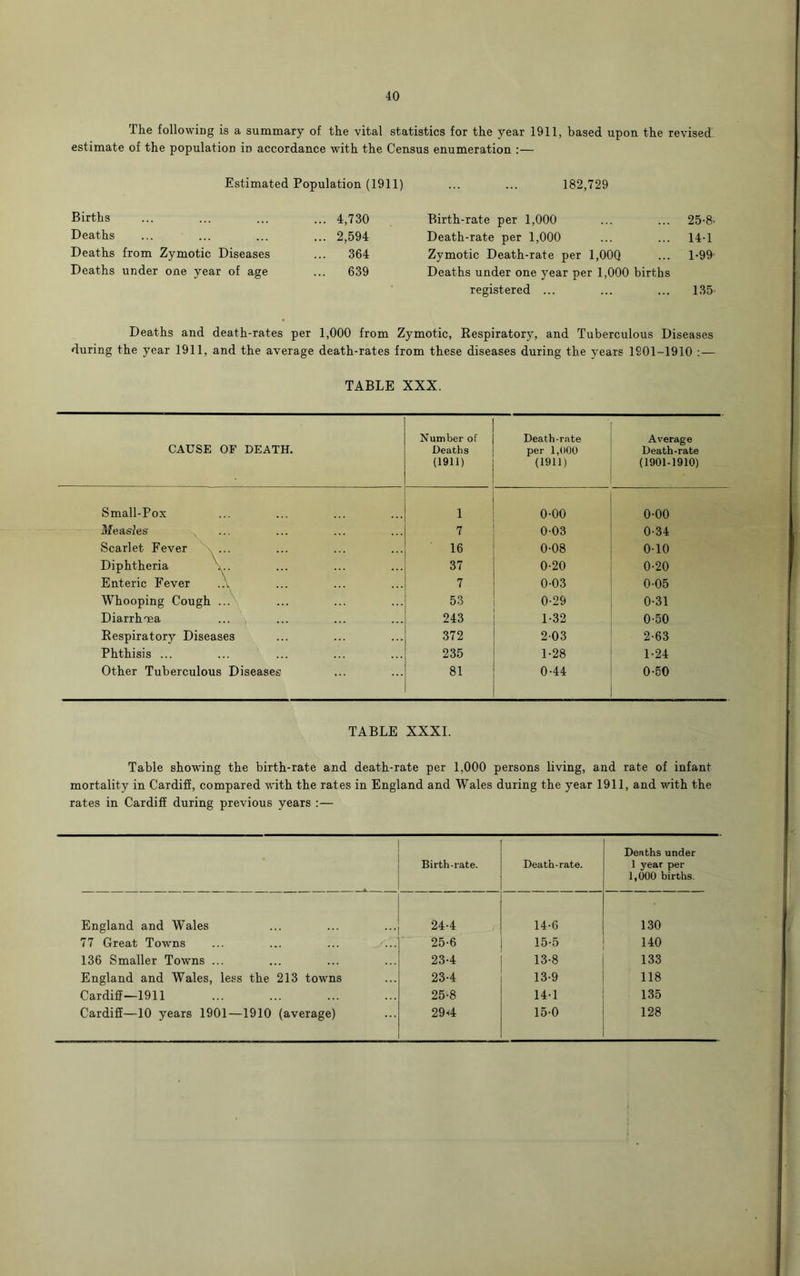 40
The following is a summary of the vital statistics for the year 1911, based upon the revised
estimate of the population in accordance with the Census enumeration :—
Estimated Population (1911) ... ... 182,729
Births ... ... ... ... 4,730 Birth-rate per 1,000 ... ... 25·8
Deaths ... ... ... ... 2,594 Death-rate per 1,000 ... ... 14·1
Deaths from Zymotic Diseases ... 364 Zymotic Death-rate per 1,000 ... 1·99
Deaths under one year of age ... 639 Deaths under one year per 1,000 births
registered ... ... ... 135
Deaths and death-rates per 1,000 from Zymotic, Respiratory, and Tuberculous Diseases
during the year 1911, and the average death-rates from these diseases during the years 1901-1910 :—
TABLE XXX.
CAUSE OF DEATH. Number of Deaths (1911) Death-rate per 1,000 (1911) Average Death-rate (1901-1910)
Small-Pox ... ... ... ... 1 0·00 0·00
Measles ... ... ... ... 7 0·03 0·34
Scarlet Fever ... ... ... ... 16 0·08 0·10
Diphtheria ... ... ... ... 37 0·20 0·20
Enteric Fever ... ... ... ... 7 0·03 0·05
Whooping Cough ... ... ... ... 53 0·29 0·31
Diarrhœa ... ... ... ... 243 1·32 0·50
Respiratory Diseases ... ... ... 372 2·03 2·63
Phthisis ... ... ... ... ... 235 1·28 1·24
Other Tuberculous Diseases ... ... 81 0·44 0·50
TABLE XXXI.
Table showing the birth-rate and death-rate per 1,000 persons living, and rate of infant
mortality in Cardiff, compared with the rates in England and Wales during the year 1911, and with the
rates in Cardiff during previous years :—
Birth-rate. Death-rate. Deaths under 1 year per 1,000 births.
England and Wales ... ... ... 24·4 14·6 130
77 Great Towns ... ... ... ... 25·6 15·5 140
136 Smaller Towns ... ... ... ... 23·4 13·8 133
England and Wales, less the 213 towns ... 23·4 13·9 118
Cardiff—1911 ... ... ... ... 25·8 14·1 135
Cardiff—10 years 1901—1910 (average) ... 29·4 15·0 128